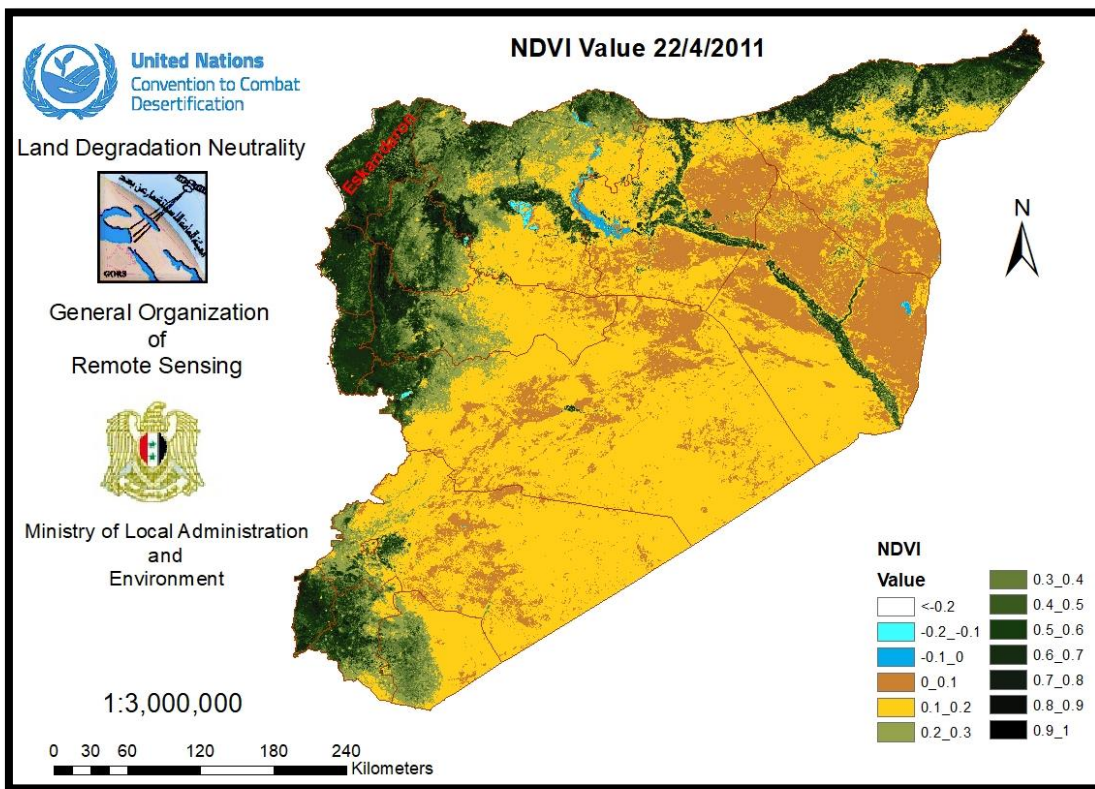 NDVI Value 22/4/2011
United Nations
Convention to Combat
Desertification
Land Degradation Neutrality
GORS
General Organization
of
Remote Sensing
Ministry of Local Administration
and
Environment
1:3,000,000
0 30 60 120 180 240
Kilometers
Eskandaron
N
NDVI
Value
<-0.2
-0.2_-0.1
-0.1_0
0_0.1
0.1_0.2
0.2_0.3
0.3_0.4
0.4_0.5
0.5_0.6
0.6_0.7
0.7_0.8
0.8_0.9
0.9_1